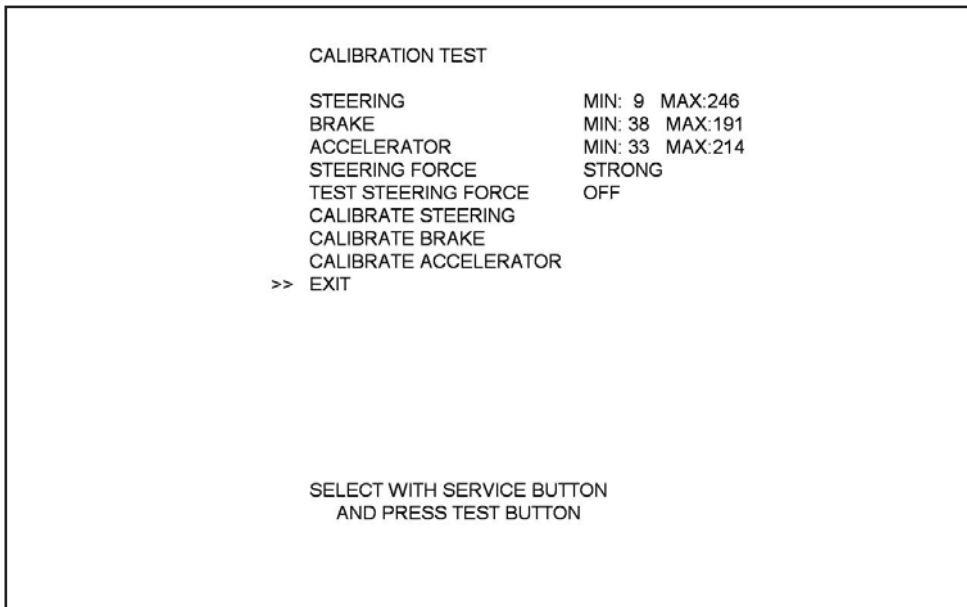 CALIBRATION TEST
STEERING MIN: 9 MAX:246
BRAKE MIN: 38 MAX:191
ACCELERATOR MIN: 33 MAX:214
STEERING FORCE STRONG
TEST STEERING FORCE OFF
CALIBRATE STEERING
CALIBRATE BRAKE
CALIBRATE ACCELERATOR
>> EXIT
SELECT WITH SERVICE BUTTON
AND PRESS TEST BUTTON